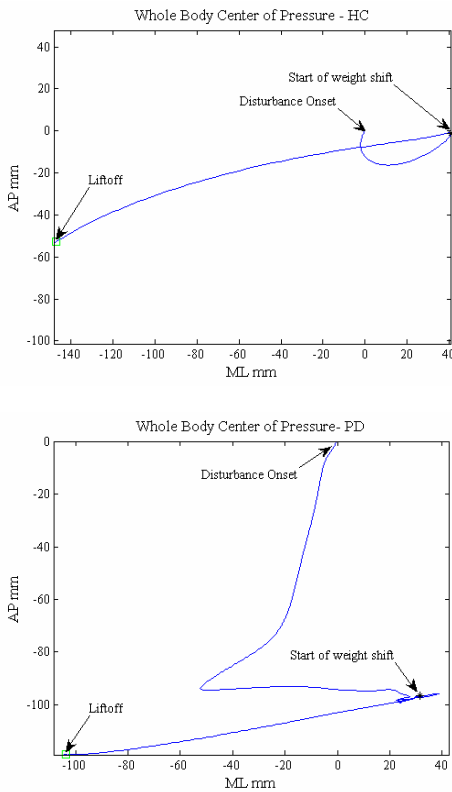 Whole Body Center of Pressure - HC
40
20
0
-20
-40
-60
-80
-100
AP mm
Start of weight shift
Disturbance Onset
Liftoff
-140 -120 -100 -80 -60 -40 -20 0 20 40
ML mm
Whole Body Center of Pressure- PD
0
-20
-40
-60
-80
-100
AP mm
Disturbance Onset
Start of weight shift
Liftoff
-100 -80 -60 -40 -20 0 20 40
ML mm